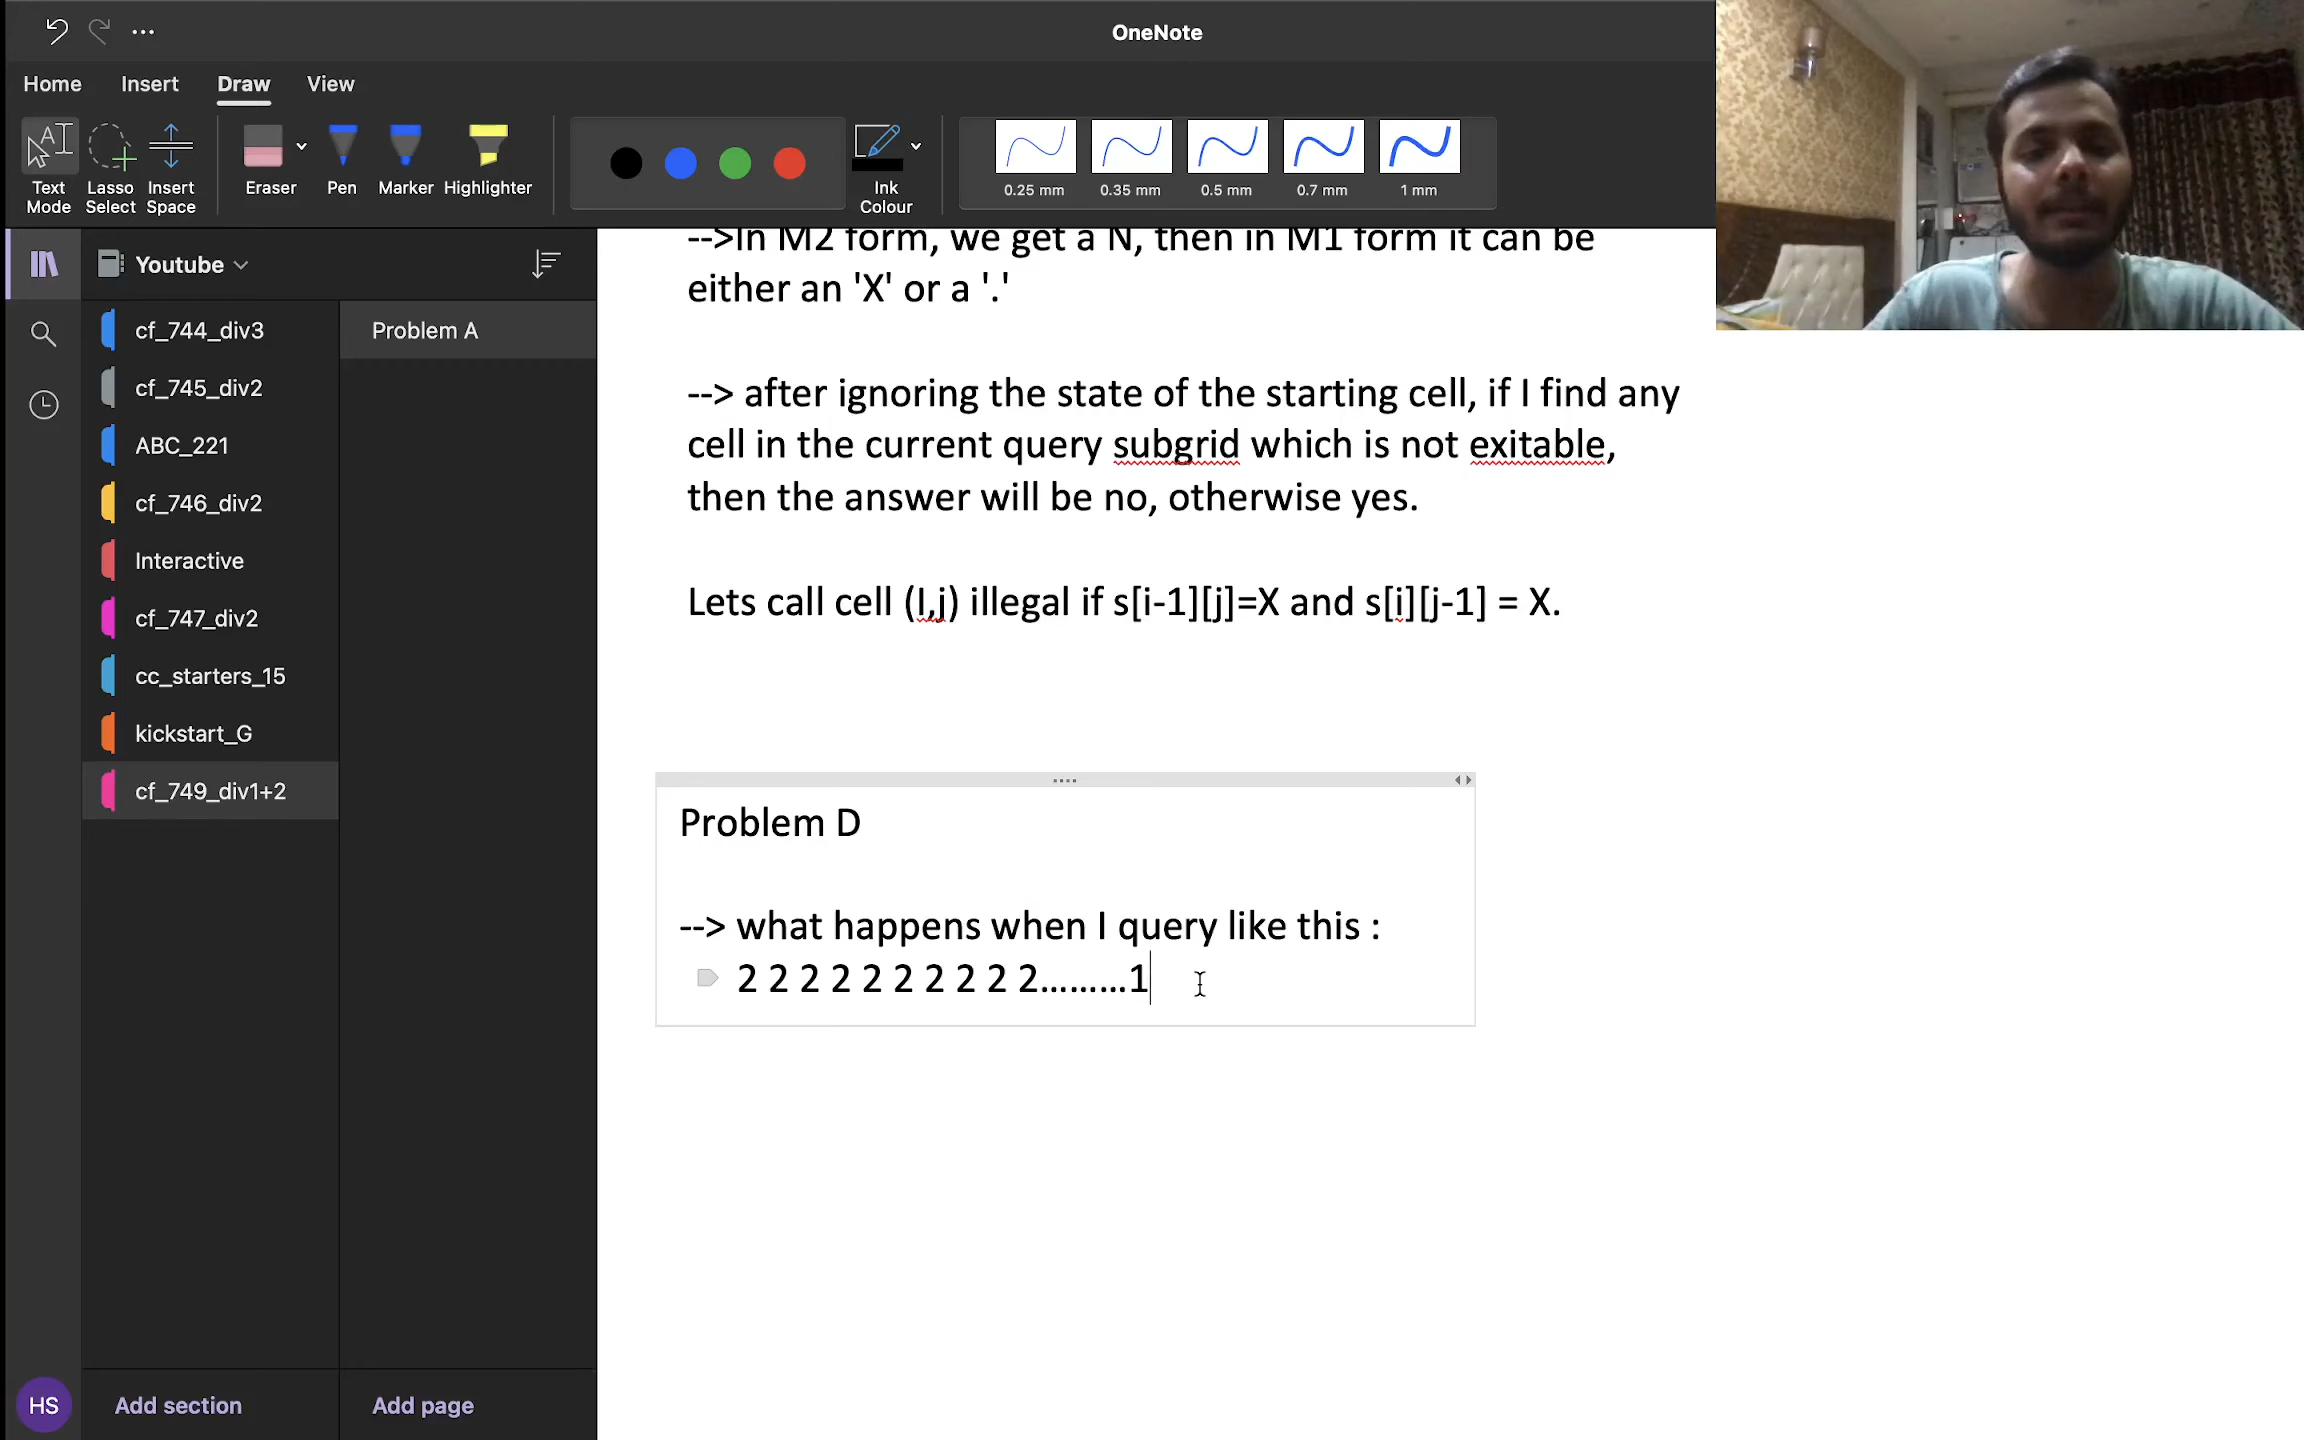 OneNote
Home Insert Draw View
Text Mode
Lasso Select
Insert Space
Eraser
Pen
Marker
Highlighter
Ink Colour
0.25 mm
0.35 mm
0.5 mm
0.7 mm
1 mm
Youtube
cf_744_div3
cf_745_div2
ABC_221
cf_746_div2
Interactive
cf_747_div2
cc_starters_15
kickstart_G
cf_749_div1+2
Problem A
-->In M2 form, we get a N, then in M1 form it can be
either an 'X' or a '.'
--> after ignoring the state of the starting cell, if I find any
cell in the current query subgrid which is not exitable,
then the answer will be no, otherwise yes.
Lets call cell (I,j) illegal if s[i-1][j]=X and s[i][j-1] = X.
Problem D
--> what happens when I query like this :
2 2 2 2 2 2 2 2 2 2.........1
HS
Add section
Add page